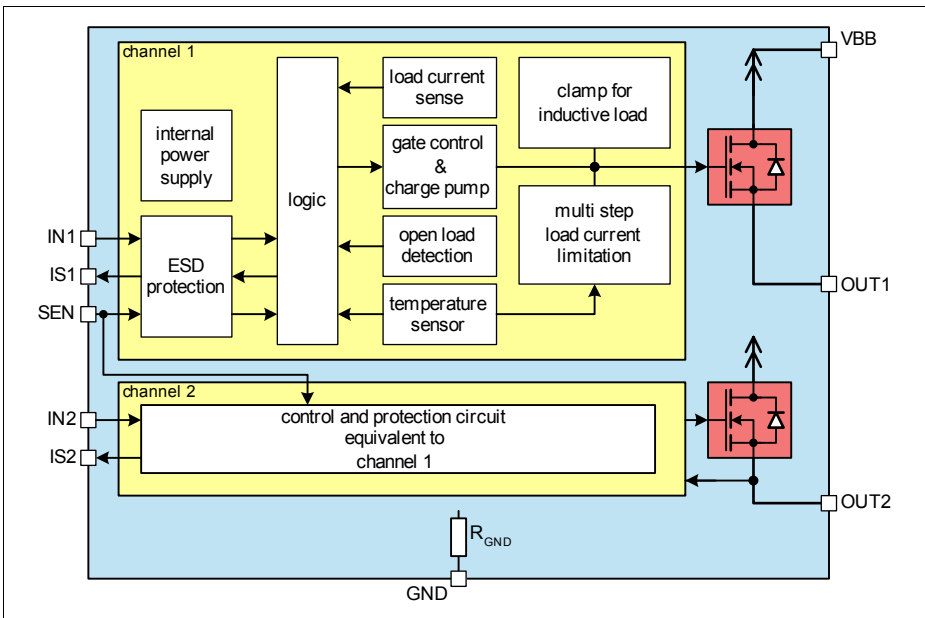 channel 1
VBB
load current
sense
clamp for
inductive load
internal
power
supply
gate control
&
charge pump
logic
multi step
load current
limitation
IN1
open load
detection
ESD
protection
IS1
OUT1
SEN
temperature
sensor
channel 2
IN2
control and protection circuit
equivalent to
channel 1
IS2
OUT2
RGND
GND